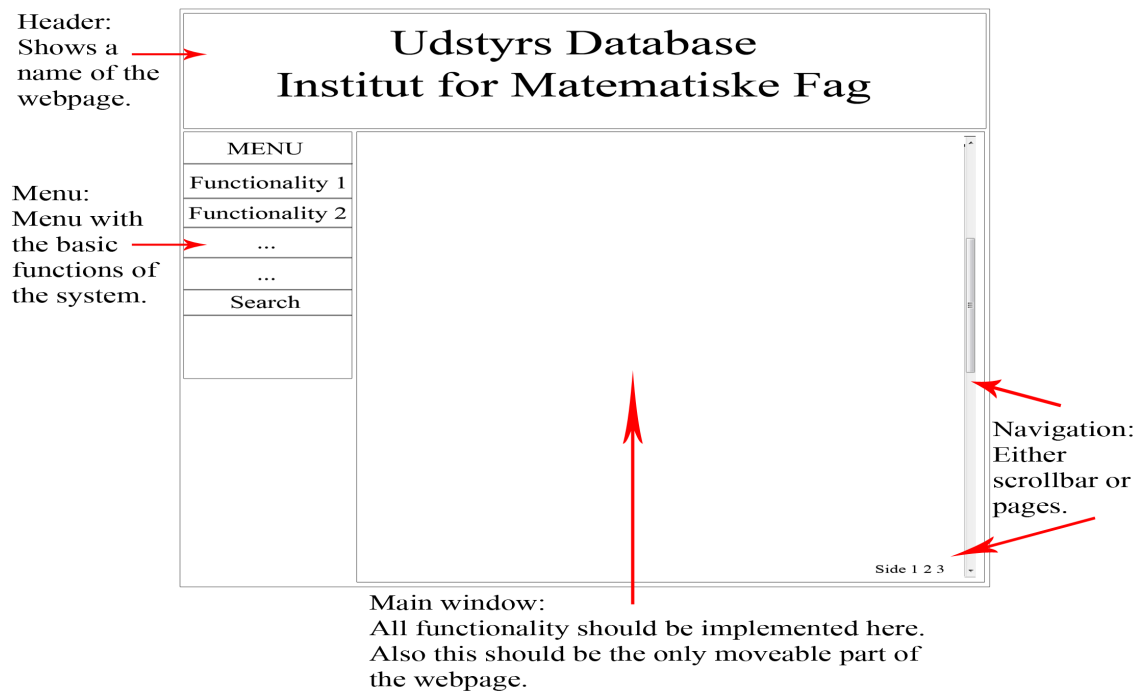 Header:
Shows a
name of the
webpage.
Udstyrs Database
Institut for Matematiske Fag
MENU
Functionality 1
Functionality 2
...
...
Search
Menu:
Menu with
the basic
functions of
the system.
Navigation:
Either
scrollbar or
pages.
Side 1 2 3
Main window:
All functionality should be implemented here.
Also this should be the only moveable part of
the webpage.